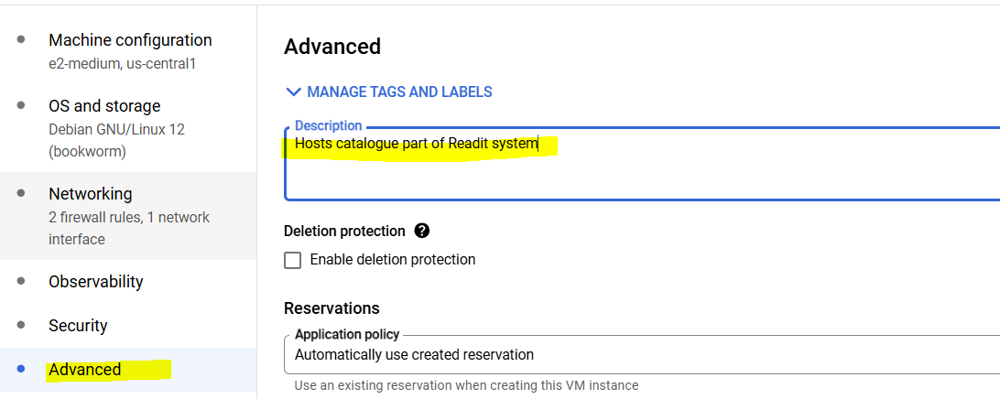 Machine configuration
e2-medium, us-central1
OS and storage
Debian GNU/Linux 12
(bookworm)
Networking
2 firewall rules, 1 network
interface
Observability
Security
Advanced
Advanced
MANAGE TAGS AND LABELS
Description
Hosts catalogue part of Readit system
Deletion protection ?
Enable deletion protection
Reservations
Application policy
Automatically use created reservation
Use an existing reservation when creating this VM instance